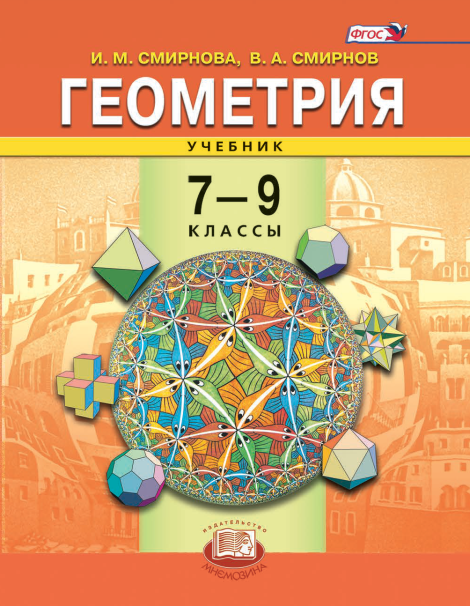 ФГОС
И. М. СМИРНОВА, В. А. СМИРНОВ
ГЕОМЕТРИЯ
УЧЕБНИК
7—9
КЛАССЫ
ИЗДАТЕЛЬСТВО
МНЕМОЗИНА